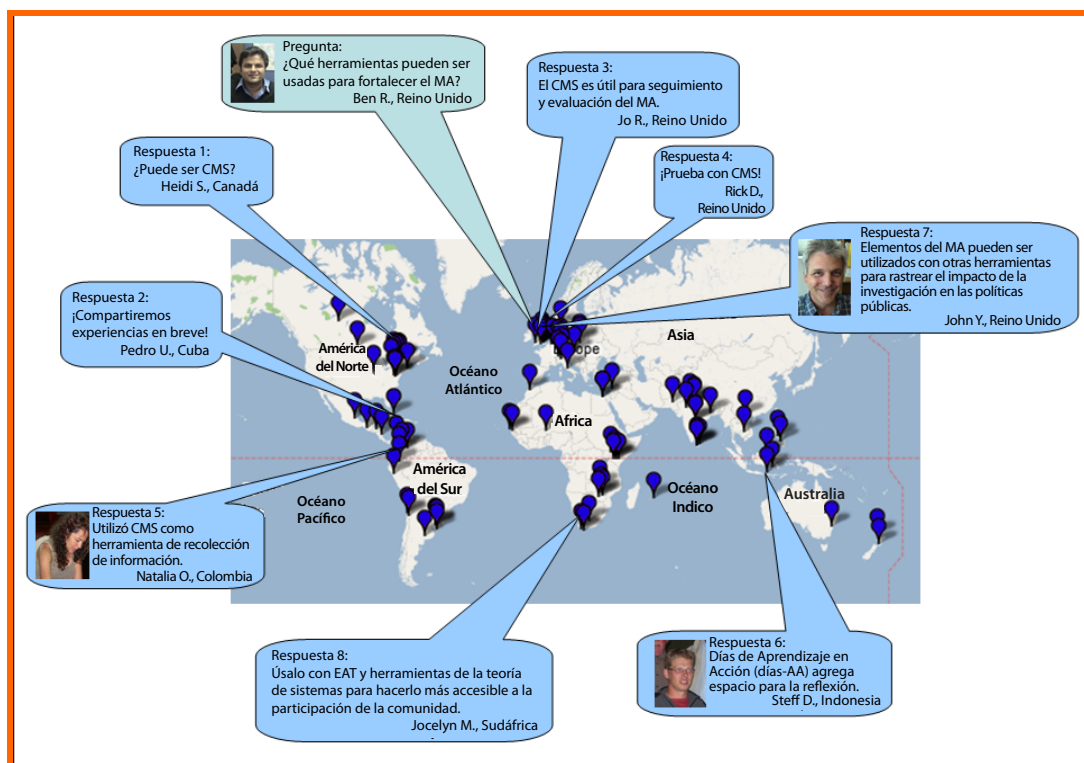 Pregunta:
¿Qué herramientas pueden ser
usadas para fortalecer el MA?
Ben R., Reino Unido
Respuesta 3:
El CMS es útil para seguimiento
y evaluación del MA.
Jo R., Reino Unido
Respuesta 1:
¿Puede ser CMS?
Heidi S., Canadá
Respuesta 4:
¡Prueba con CMS!
Rick D.,
Reino Unido
Respuesta 7:
Elementos del MA pueden ser
utilizados con otras herramientas
para rastrear el impacto de la
investigación en las políticas
públicas.
John Y., Reino Unido
Respuesta 2:
¡Compartiremos
experiencias en breve!
Pedro U., Cuba
América
del Norte
Océano
Atlántico
Europe
Asia
Africa
América
del Sur
Océano
Pacífico
Océano
Indico
Australia
Respuesta 5:
Utilizó CMS como
herramienta de recolección
de información.
Natalia O., Colombia
Respuesta 8:
Úsalo con EAT y herramientas de la teoría
de sistemas para hacerlo más accesible a la
participación de la comunidad.
Jocelyn M., Sudáfrica
Respuesta 6:
Días de Aprendizaje en
Acción (días-AA) agrega
espacio para la reflexión.
Steff D., Indonesia